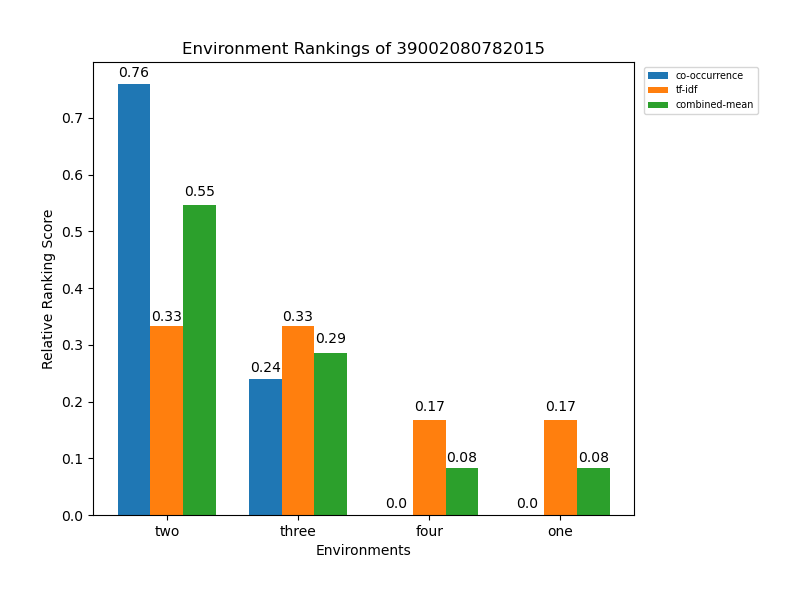 Environment Rankings of 39002080782015
co-occurrence
tf-idf
combined-mean
Relative Ranking Score
0.7
0.6
0.5
0.4
0.3
0.2
0.1
0.0
0.76 0.33 0.55
0.24 0.33 0.29
0.0 0.17 0.08
0.0 0.17 0.08
two three four one
Environments